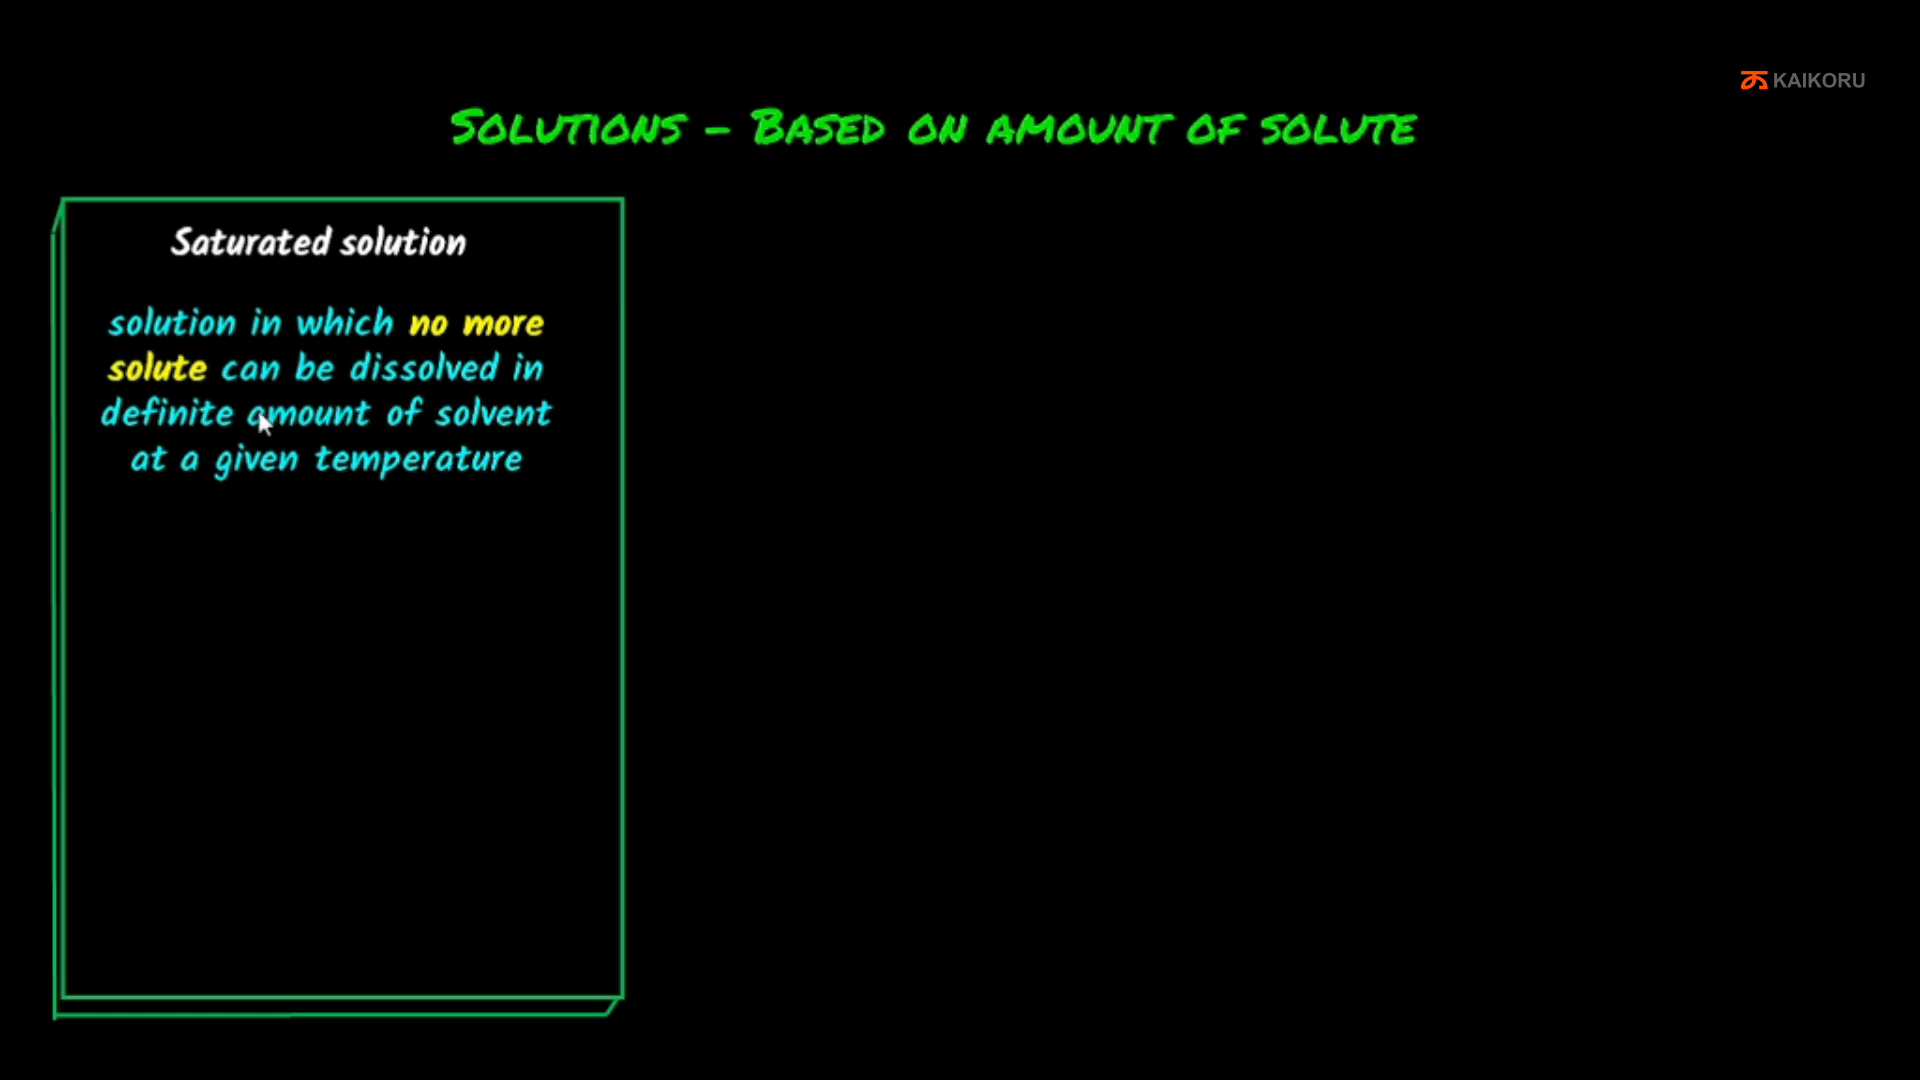 KAIKORU
SOLUTIONS - BASED ON AMOUNT OF SOLUTE
Saturated solution
solution in which no more
solute can be dissolved in
definite amount of solvent
at a given temperature